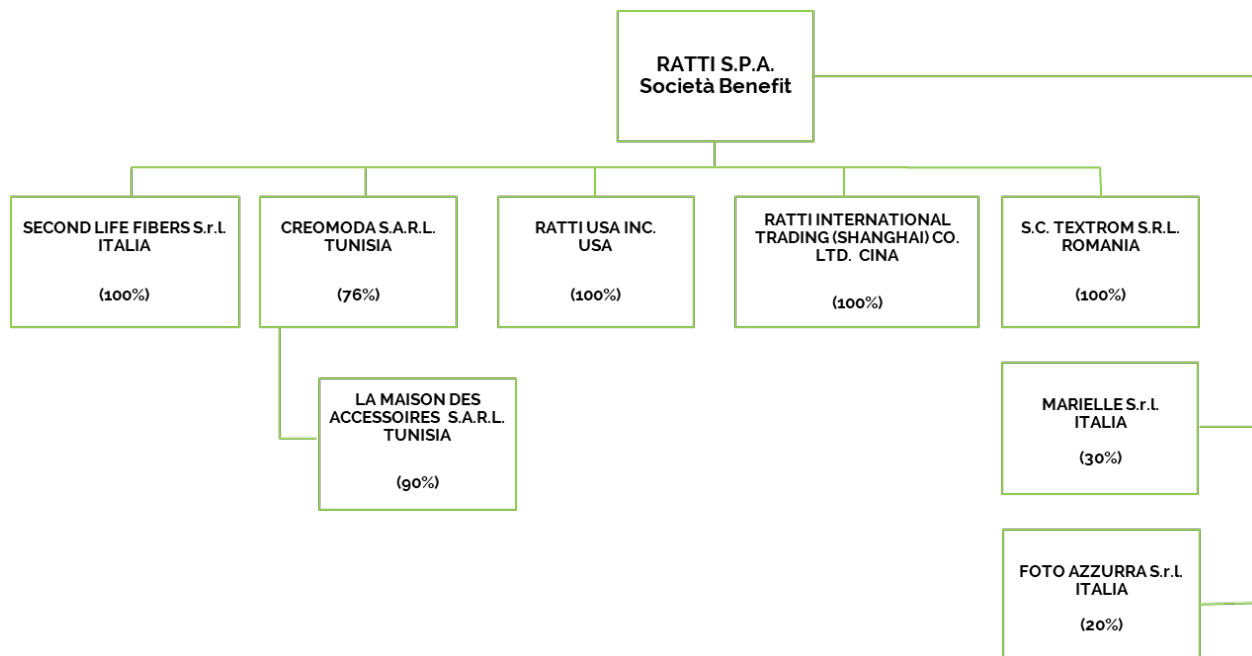 RATTI S.P.A.
Società Benefit
SECOND LIFE FIBERS S.r.l.
ITALIA
(100%)
CREOMODA S.A.R.L.
TUNISIA
(76%)
RATTI USA INC.
USA
(100%)
RATTI INTERNATIONAL
TRADING (SHANGHAI) CO.
LTD. CINA
(100%)
S.C. TEXTROM S.R.L.
ROMANIA
(100%)
LA MAISON DES
ACCESSOIRES S.A.R.L.
TUNISIA
(90%)
MARIELLE S.r.l.
ITALIA
(30%)
FOTO AZZURRA S.r.l.
ITALIA
(20%)